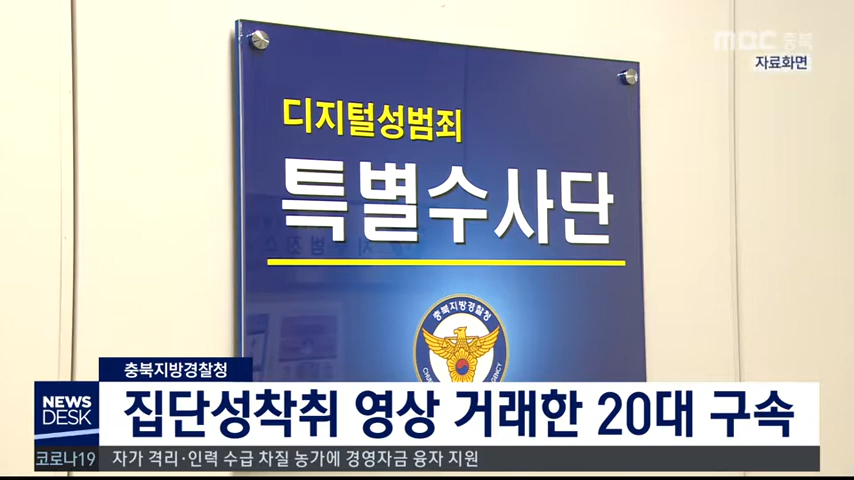 MBC 충북
자료화면
디지털성범죄
특별수사단
충북지방경찰청
충북지방경찰청
NEWS DESK
집단성착취 영상 거래한 20대 구속
코로나19 자가 격리·인력 수급 차질 농가에 경영자금 융자 지원